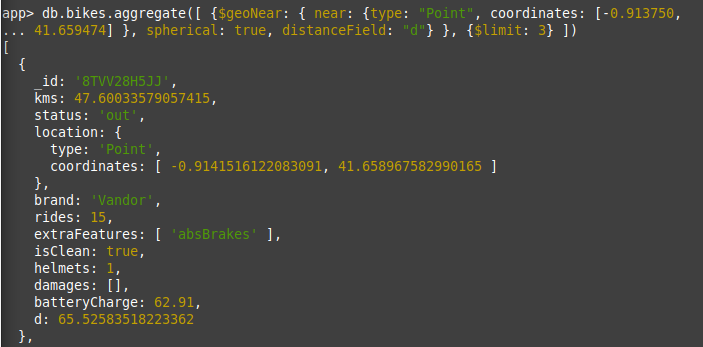 app> db.bikes.aggregate([ {$geoNear: { near: {type: "Point", coordinates: [-0.913750,
... 41.659474] }, spherical: true, distanceField: "d"} }, {$limit: 3} ])
[
  {
    _id: '8TVV28H5JJ',
    kms: 47.60033579057415,
    status: 'out',
    location: {
      type: 'Point',
      coordinates: [ -0.9141516122083091, 41.658967582990165 ]
    },
    brand: 'Vandor',
    rides: 15,
    extraFeatures: [ 'absBrakes' ],
    isClean: true,
    helmets: 1,
    damages: [],
    batteryCharge: 62.91,
    d: 65.52583518223362
  },